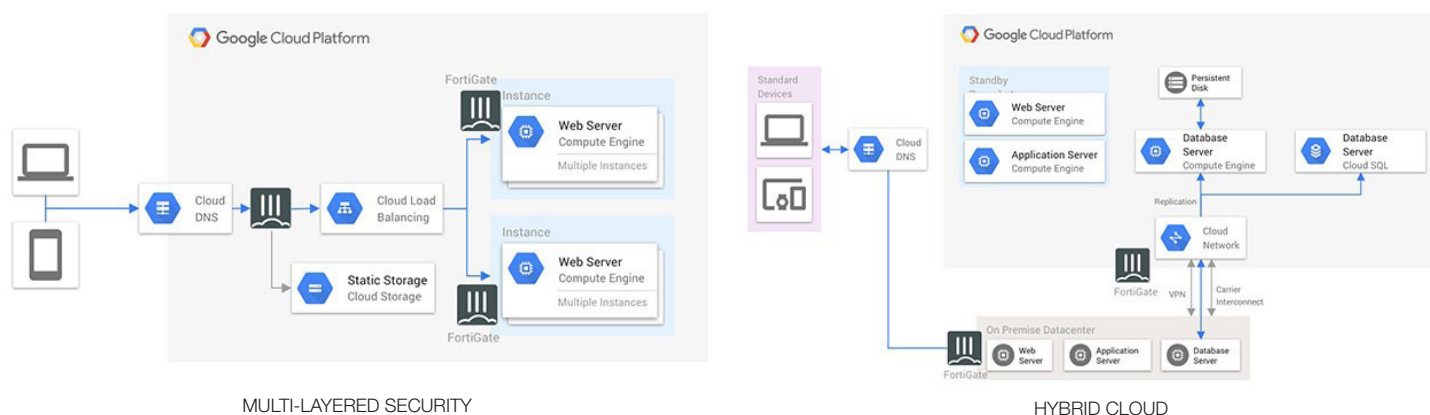 Google Cloud Platform
FortiGate
Instance
Web Server
Compute Engine
Multiple Instances
Cloud
DNS
Cloud Load
Balancing
Static Storage
Cloud Storage
Instance
Web Server
Compute Engine
Multiple Instances
FortiGate
MULTI-LAYERED SECURITY
Google Cloud Platform
Standard
Devices
Cloud
DNS
Standby
Web Server
Compute Engine
Application Server
Compute Engine
Persistent
Disk
Database
Server
Compute Engine
Database
Server
Cloud SQL
Replication
Cloud
Network
FortiGate
VPN
Carrier
Interconnect
On Premise Datacenter
Web
Server
Application
Server
Database
Server
FortiGate
HYBRID CLOUD